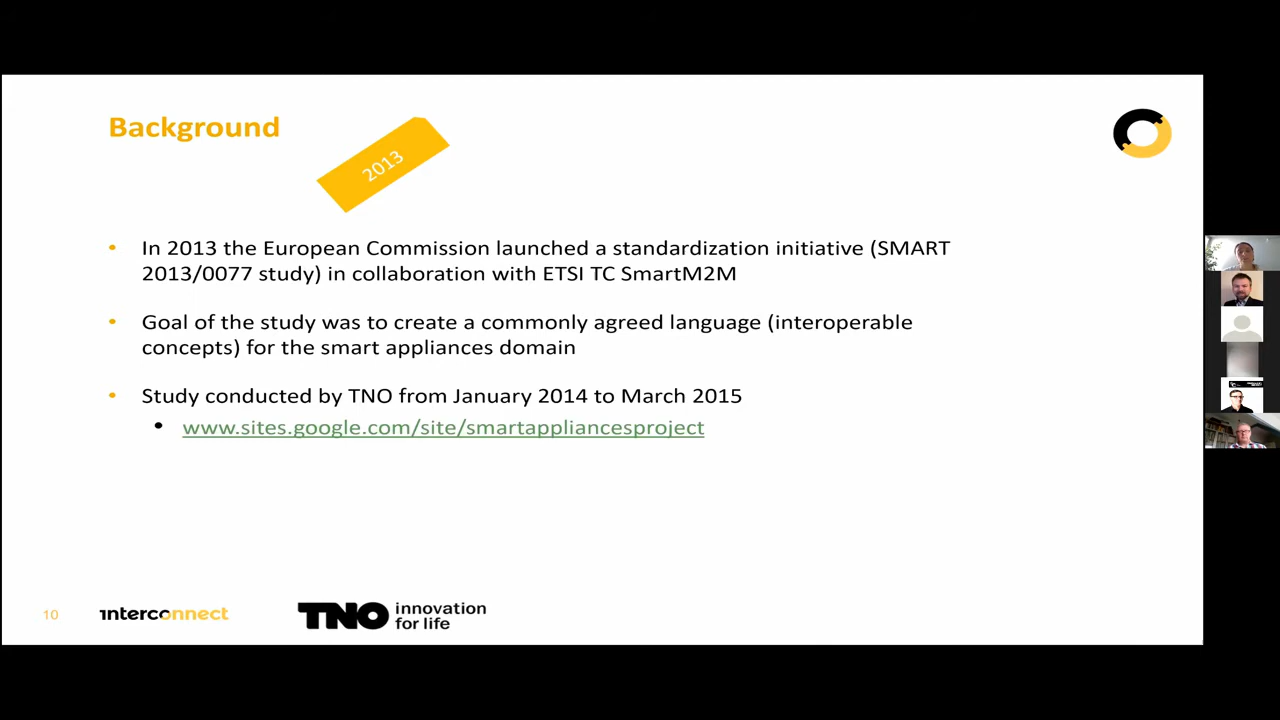 Background
2013
• In 2013 the European Commission launched a standardization initiative (SMART
2013/0077 study) in collaboration with ETSI TC SmartM2M
• Goal of the study was to create a commonly agreed language (interoperable
concepts) for the smart appliances domain
• Study conducted by TNO from January 2014 to March 2015
• www.sites.google.com/site/smartappliancesproject
10
interconnect
TNO innovation
for life